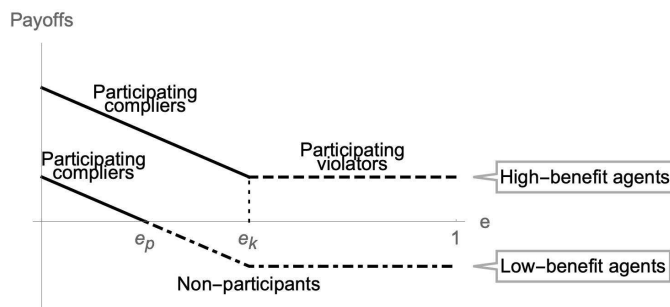 Payoffs
Participating
compliers
Participating
compliers
Participating
violators
High–benefit agents
e_p
e_k
1
e
Non–participants
Low–benefit agents